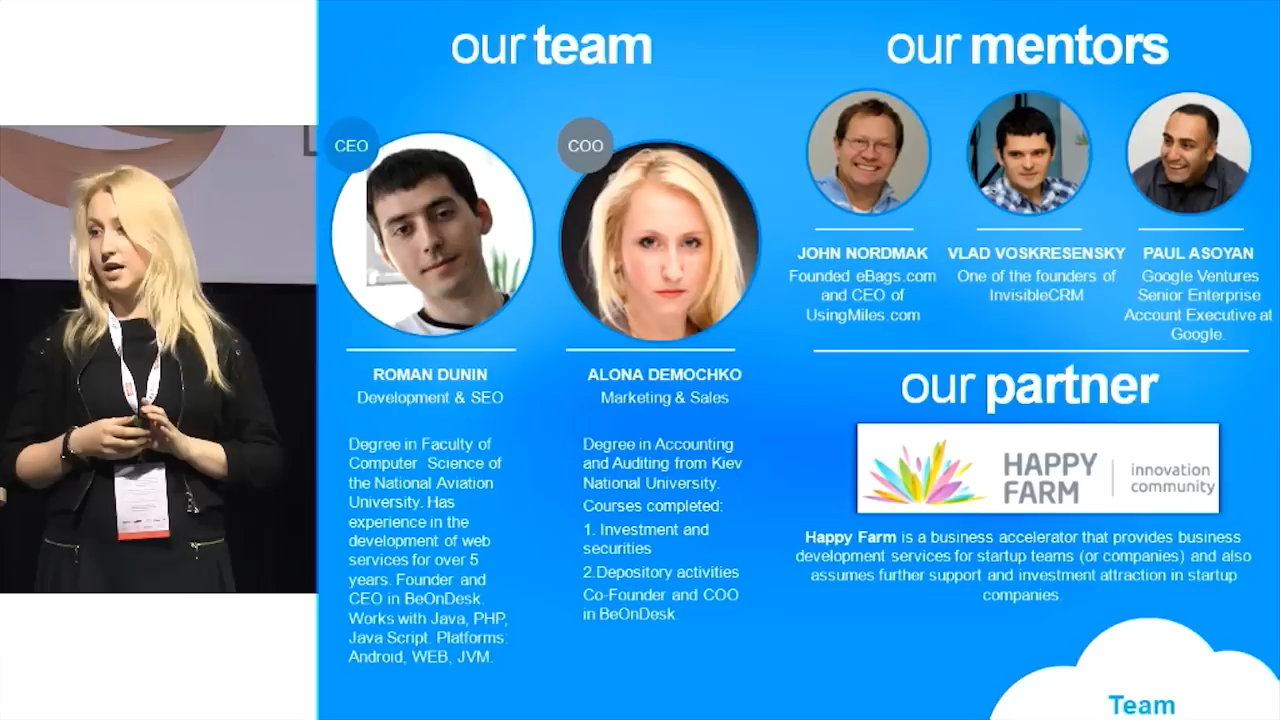 our team
CEO
COO
ROMAN DUNIN
Development & SEO
Degree in Faculty of
Computer Science of
the National Aviation
University. Has
experience in the
development of web
services for over 5
years. Founder and
CEO in BeOnDesk.
Works with Java, PHP,
Java Script. Platforms:
Android, WEB, JVM.
ALONA DEMOCHKO
Marketing & Sales
Degree in Accounting
and Auditing from Kiev
National University.
Courses completed:
1. Investment and
securities
2.Depository activities
Co-Founder and COO
in BeOnDesk.
our mentors
JOHN NORDMAK
Founded eBags.com
and CEO of
UsingMiles.com
VLAD VOSKRESENSKY
One of the founders of
InvisibleCRM
PAUL ASOYAN
Google Ventures
Senior Enterprise
Account Executive at
Google.
our partner
HAPPY
FARM
innovation
community
Happy Farm is a business accelerator that provides business
development services for startup teams (or companies) and also
assumes further support and investment attraction in startup
companies.
Team